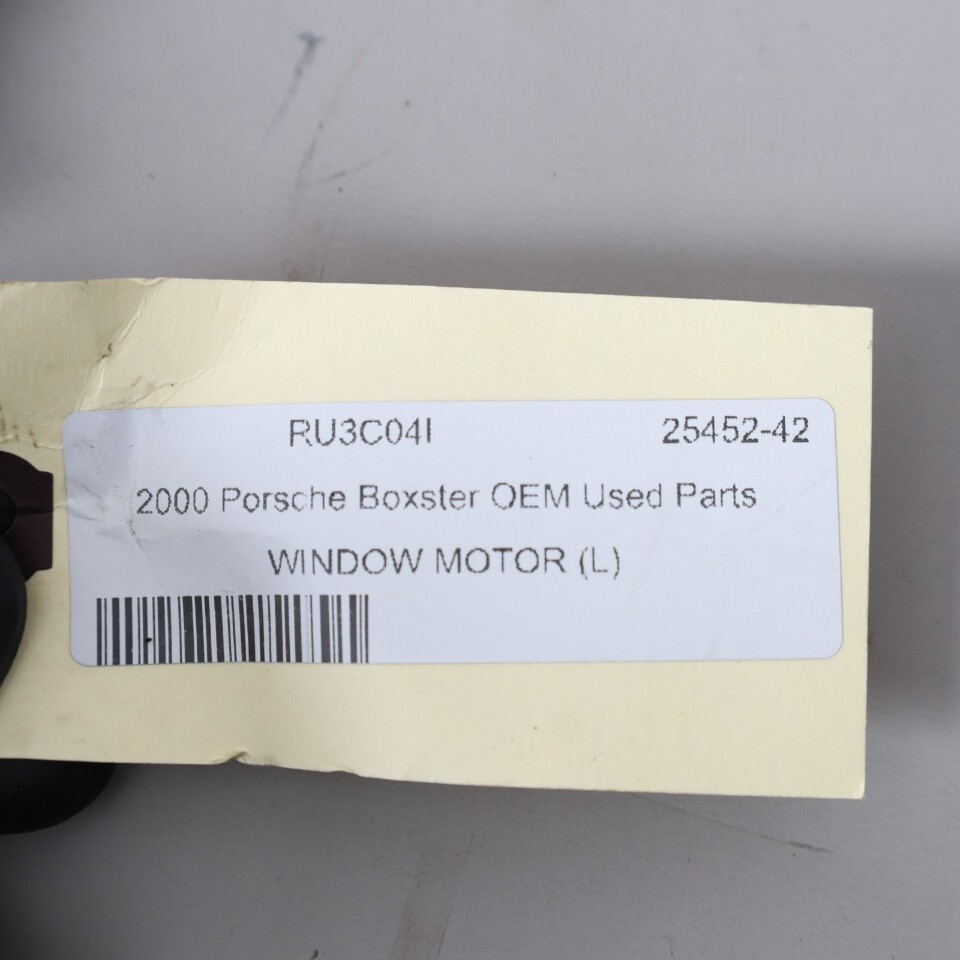 RU3C04I 25452-42
2000 Porsche Boxster OEM Used Parts
WINDOW MOTOR (L)